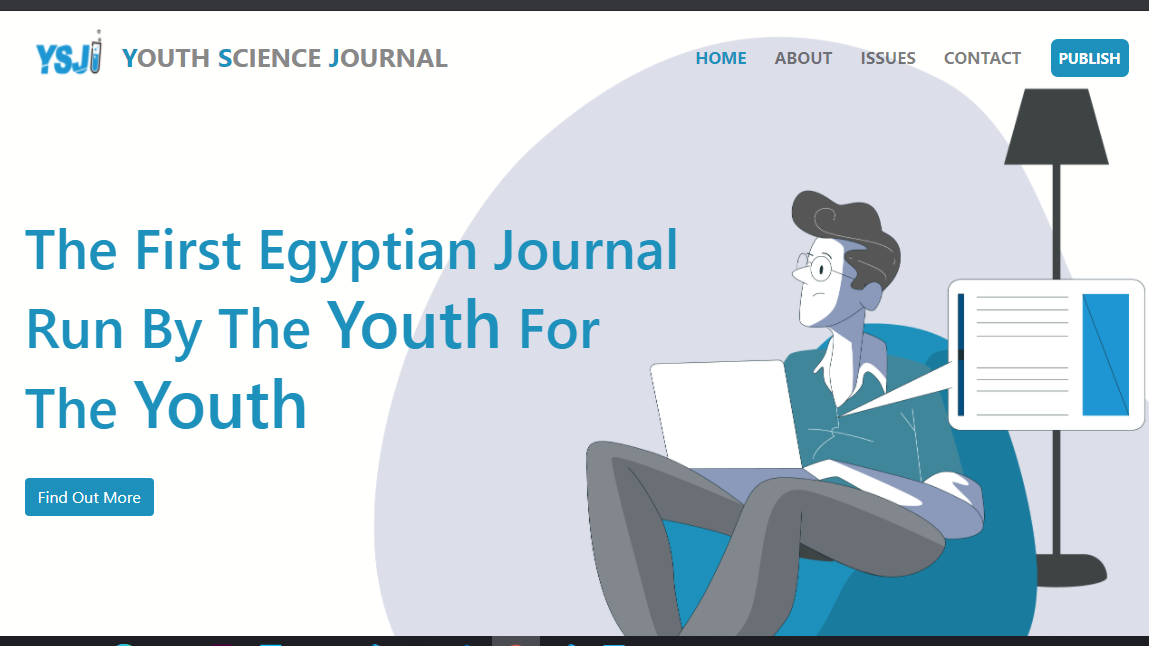 YSJ
YOUTH SCIENCE JOURNAL
HOME ABOUT ISSUES CONTACT PUBLISH
The First Egyptian Journal
Run By The Youth For
The Youth
Find Out More